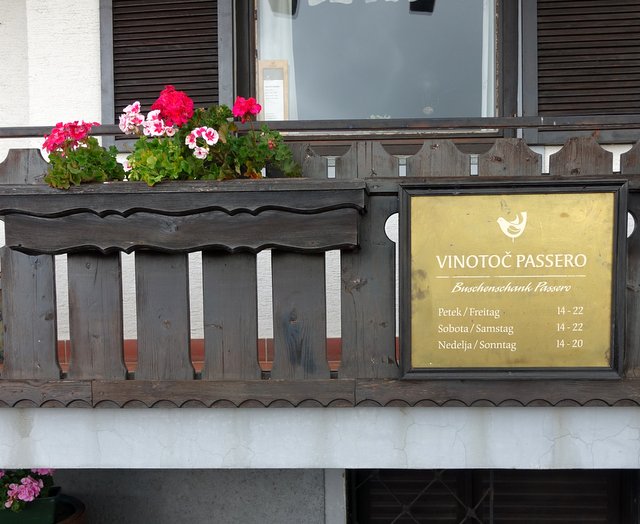 VINOTOČ PASSERO
Buschenschank Passero
Petek / Freitag 14 - 22
Sobota / Samstag 14 - 22
Nedelja / Sonntag 14 - 20